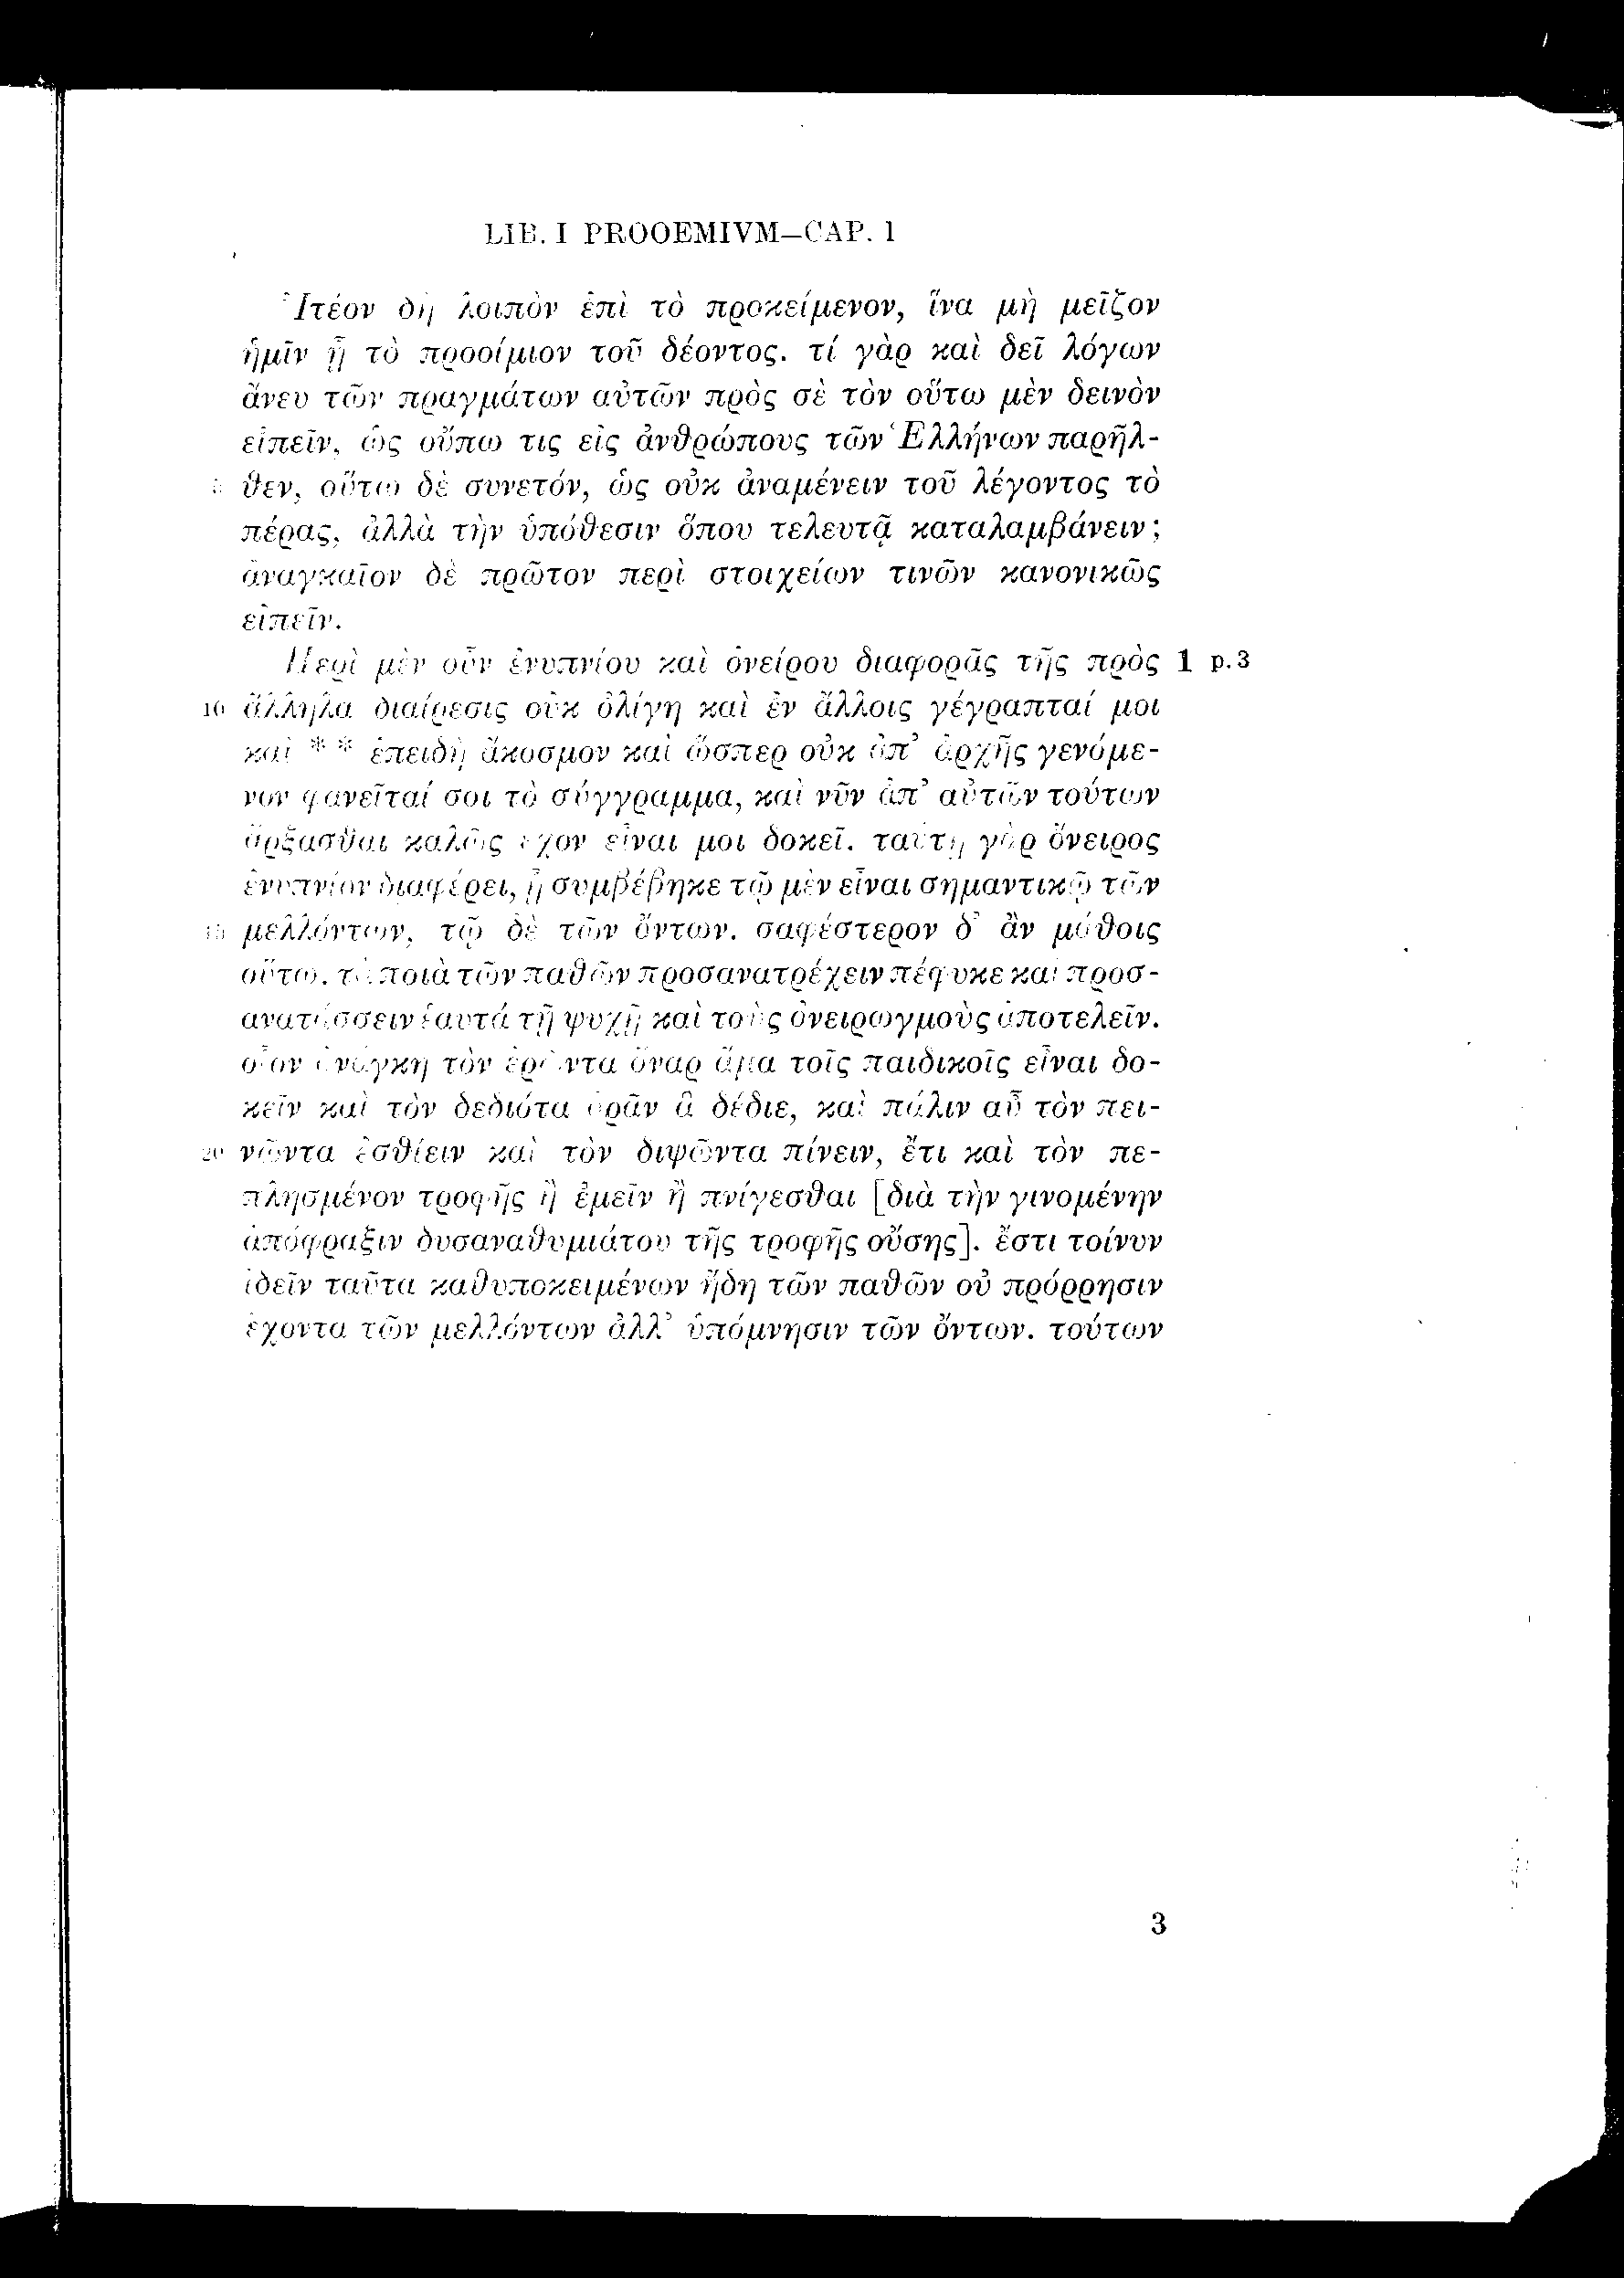 LIB. I PROOEMIVM—CAP. 1
Ἰτέον δὴ λοιπὸν ἐπὶ τὸ προκείμενον, ἵνα μὴ μεῖζον
ἡμῖν ᾖ τὸ προοίμιον τοῦ δέοντος. τί γὰρ καὶ δεῖ λόγων
ἄνευ τῶν πραγμάτων αὐτῶν πρὸς σὲ τὸν οὕτω μὲν δεινὸν
εἰπεῖν, ὡς οὔπω τις εἰς ἀνθρώπους τῶν Ἑλλήνων παρῆλ-
5 θεν, οὕτω δὲ συνετόν, ὡς οὐκ ἀναμένειν τοῦ λέγοντος τὸ
πέρας, ἀλλὰ τὴν ὑπόθεσιν ὅπου τελευτᾷ καταλαμβάνειν;
ἀναγκαῖον δὲ πρῶτον περὶ στοιχείων τινῶν κανονικῶς
εἰπεῖν.
Περὶ μὲν οὖν ἐνυπνίου καὶ ὀνείρου διαφορᾶς τῆς πρὸς 1 p.3
10 ἄλληλα διαίρεσις οὐκ ὀλίγη καὶ ἐν ἄλλοις γέγραπταί μοι
καὶ ** ἐπειδὴ ἄκοσμον καὶ ὥσπερ οὐκ ἀπ’ ἀρχῆς γενόμε-
νον φανεῖταί σοι τὸ σύγγραμμα, καὶ νῦν ἀπ’ αὐτῶν τούτων
ἄρξασθαι καλῶς ἔχον εἶναι μοι δοκεῖ. ταύτῃ γὰρ ὄνειρος
ἐνυπνίου διαφέρει, ᾗ συμβέβηκε τῷ μὲν εἶναι σημαντικῷ τῶν
15 μελλόντων, τῷ δὲ τῶν ὄντων. σαφέστερον δ’ ἂν μάθοις
οὕτω. τὰ ποιὰ τῶν παθῶν προσανατρέχειν πέφυκε καὶ προσ-
ανατάσσειν ἑαυτὰ τῇ ψυχῇ καὶ τοὺς ὀνειρωγμοὺς ἀποτελεῖν.
οἷον ἀνάγκη τὸν ἐρῶντα ὄναρ ἅμα τοῖς παιδικοῖς εἶναι δο-
κεῖν καὶ τὸν δεδιότα ὁρᾶν ἃ δέδιε, καὶ πάλιν αὖ τὸν πει-
20 νῶντα ἐσθίειν καὶ τὸν διψῶντα πίνειν, ἔτι καὶ τὸν πε-
πλησμένον τροφῆς ἢ ἐμεῖν ἢ πνίγεσθαι [διὰ τὴν γινομένην
ἀπόφραξιν δυσαναθυμιάτου τῆς τροφῆς οὔσης]. ἔστι τοίνυν
ἰδεῖν ταῦτα καθυποκειμένων ἤδη τῶν παθῶν οὐ πρόρρησιν
ἔχοντα τῶν μελλόντων ἀλλ’ ὑπόμνησιν τῶν ὄντων. τούτων
3